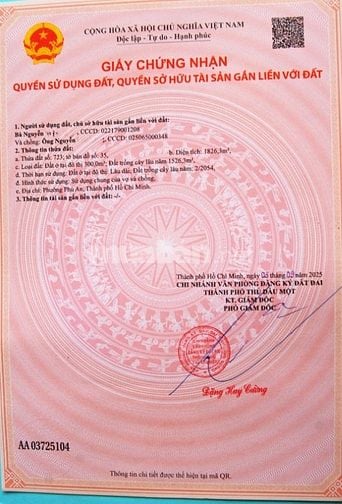 CỘNG HÒA XÃ HỘI CHỦ NGHĨA VIỆT NAM
Độc lập - Tự do - Hạnh phúc
GIẤY CHỨNG NHẬN
QUYỀN SỬ DỤNG ĐẤT, QUYỀN SỞ HỮU TÀI SẢN GẮN LIỀN VỚI ĐẤT
1. Người sử dụng đất, chủ sở hữu tài sản gắn liền với đất:
Bà Nguyễn , CCCD: 022179001208
Và chồng: Ông Nguyễn , CCCD: 025065000348
2. Thông tin thửa đất:
a. Thửa đất số: 723; tờ bản đồ số: 35, b. Diện tích: 1826,3m².
c. Loại đất: Đất ở tại đô thị 300,0m²; Đất trồng cây lâu năm 1526,3m².
d. Thời hạn sử dụng: Đất ở tại đô thị: Lâu dài; Đất trồng cây lâu năm: 2/2054.
đ. Hình thức sử dụng: Sử dụng chung của vợ và chồng.
e. Địa chỉ: Phường Phú An, Thành phố Hồ Chí Minh.
3. Thông tin tài sản gắn liền với đất: -/-
Thành phố Hồ Chí Minh, ngày 03 tháng 09 năm 2025
CHI NHÁNH VĂN PHÒNG ĐĂNG KÝ ĐẤT ĐAI
THÀNH PHỐ THỦ DẦU MỘT
KT. GIÁM ĐỐC
PHÓ GIÁM ĐỐC
Đặng Huy Cường
AA 03725104
Thông tin chi tiết được thể hiện tại mã QR.